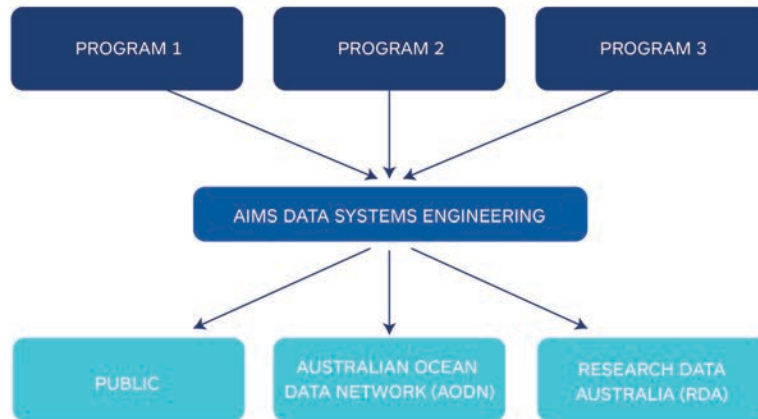 PROGRAM 1
PROGRAM 2
PROGRAM 3
AIMS DATA SYSTEMS ENGINEERING
PUBLIC
AUSTRALIAN OCEAN
DATA NETWORK (AODN)
RESEARCH DATA
AUSTRALIA (RDA)